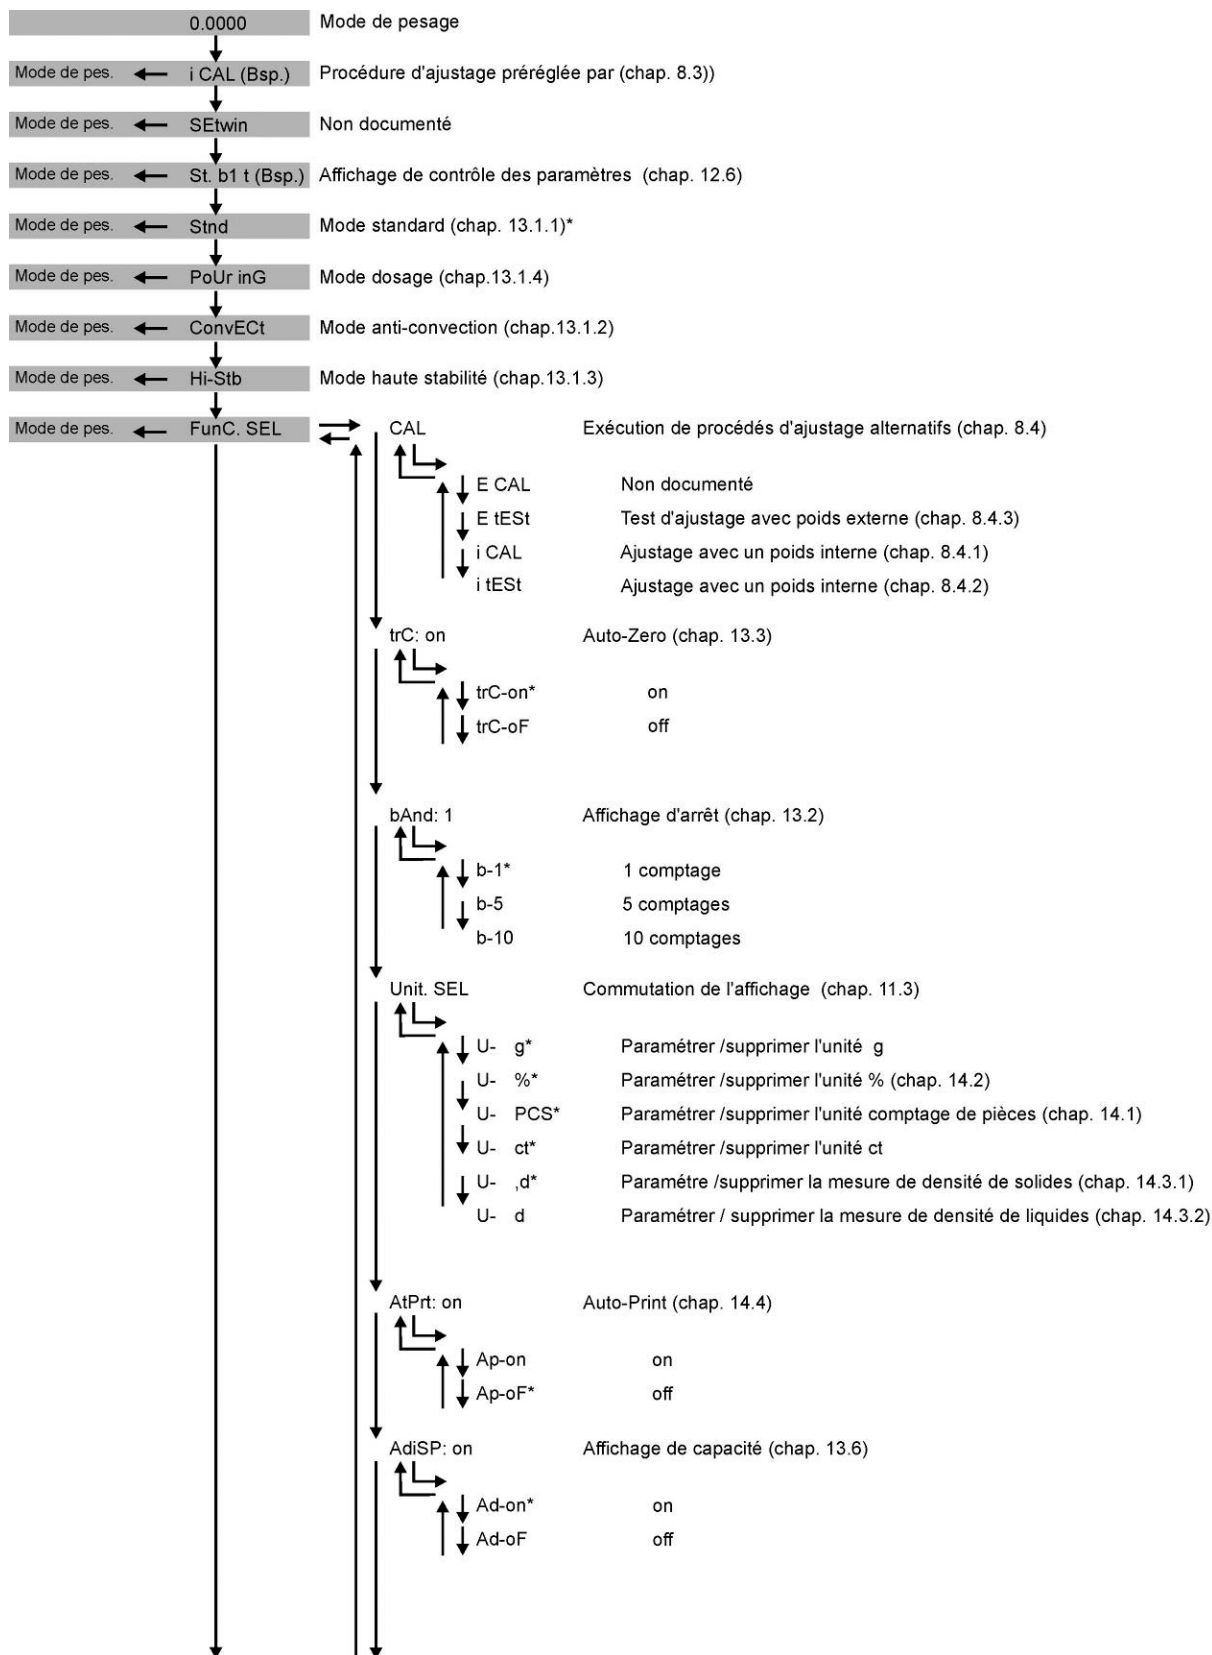 0.0000 Mode de pesage
Mode de pes. i CAL (Bsp.) Procédure d'ajustage préréglée par (chap. 8.3))
Mode de pes. SEtwin Non documenté
Mode de pes. St. b1 t (Bsp.) Affichage de contrôle des paramètres (chap. 12.6)
Mode de pes. Stnd Mode standard (chap. 13.1.1)*
Mode de pes. PoUr inG Mode dosage (chap.13.1.4)
Mode de pes. ConvECt Mode anti-convection (chap.13.1.2)
Mode de pes. Hi-Stb Mode haute stabilité (chap.13.1.3)
Mode de pes. FunC. SEL CAL Exécution de procédés d'ajustage alternatifs (chap. 8.4)
E CAL Non documenté
E tESt Test d'ajustage avec poids externe (chap. 8.4.3)
i CAL Ajustage avec un poids interne (chap. 8.4.1)
i tESt Ajustage avec un poids interne (chap. 8.4.2)
trC: on Auto-Zero (chap. 13.3)
trC-on* on
trC-oF off
bAnd: 1 Affichage d'arrêt (chap. 13.2)
b-1* 1 comptage
b-5 5 comptages
b-10 10 comptages
Unit. SEL Commutation de l'affichage (chap. 11.3)
U- g* Paramétrer /supprimer l'unité g
U- %* Paramétrer /supprimer l'unité % (chap. 14.2)
U- PCS* Paramétrer /supprimer l'unité comptage de pièces (chap. 14.1)
U- ct* Paramétrer /supprimer l'unité ct
U- ,d* Paramétre /supprimer la mesure de densité de solides (chap. 14.3.1)
U- d Paramétrer / supprimer la mesure de densité de liquides (chap. 14.3.2)
AtPrt: on Auto-Print (chap. 14.4)
Ap-on on
Ap-oF* off
AdiSP: on Affichage de capacité (chap. 13.6)
Ad-on* on
Ad-oF off